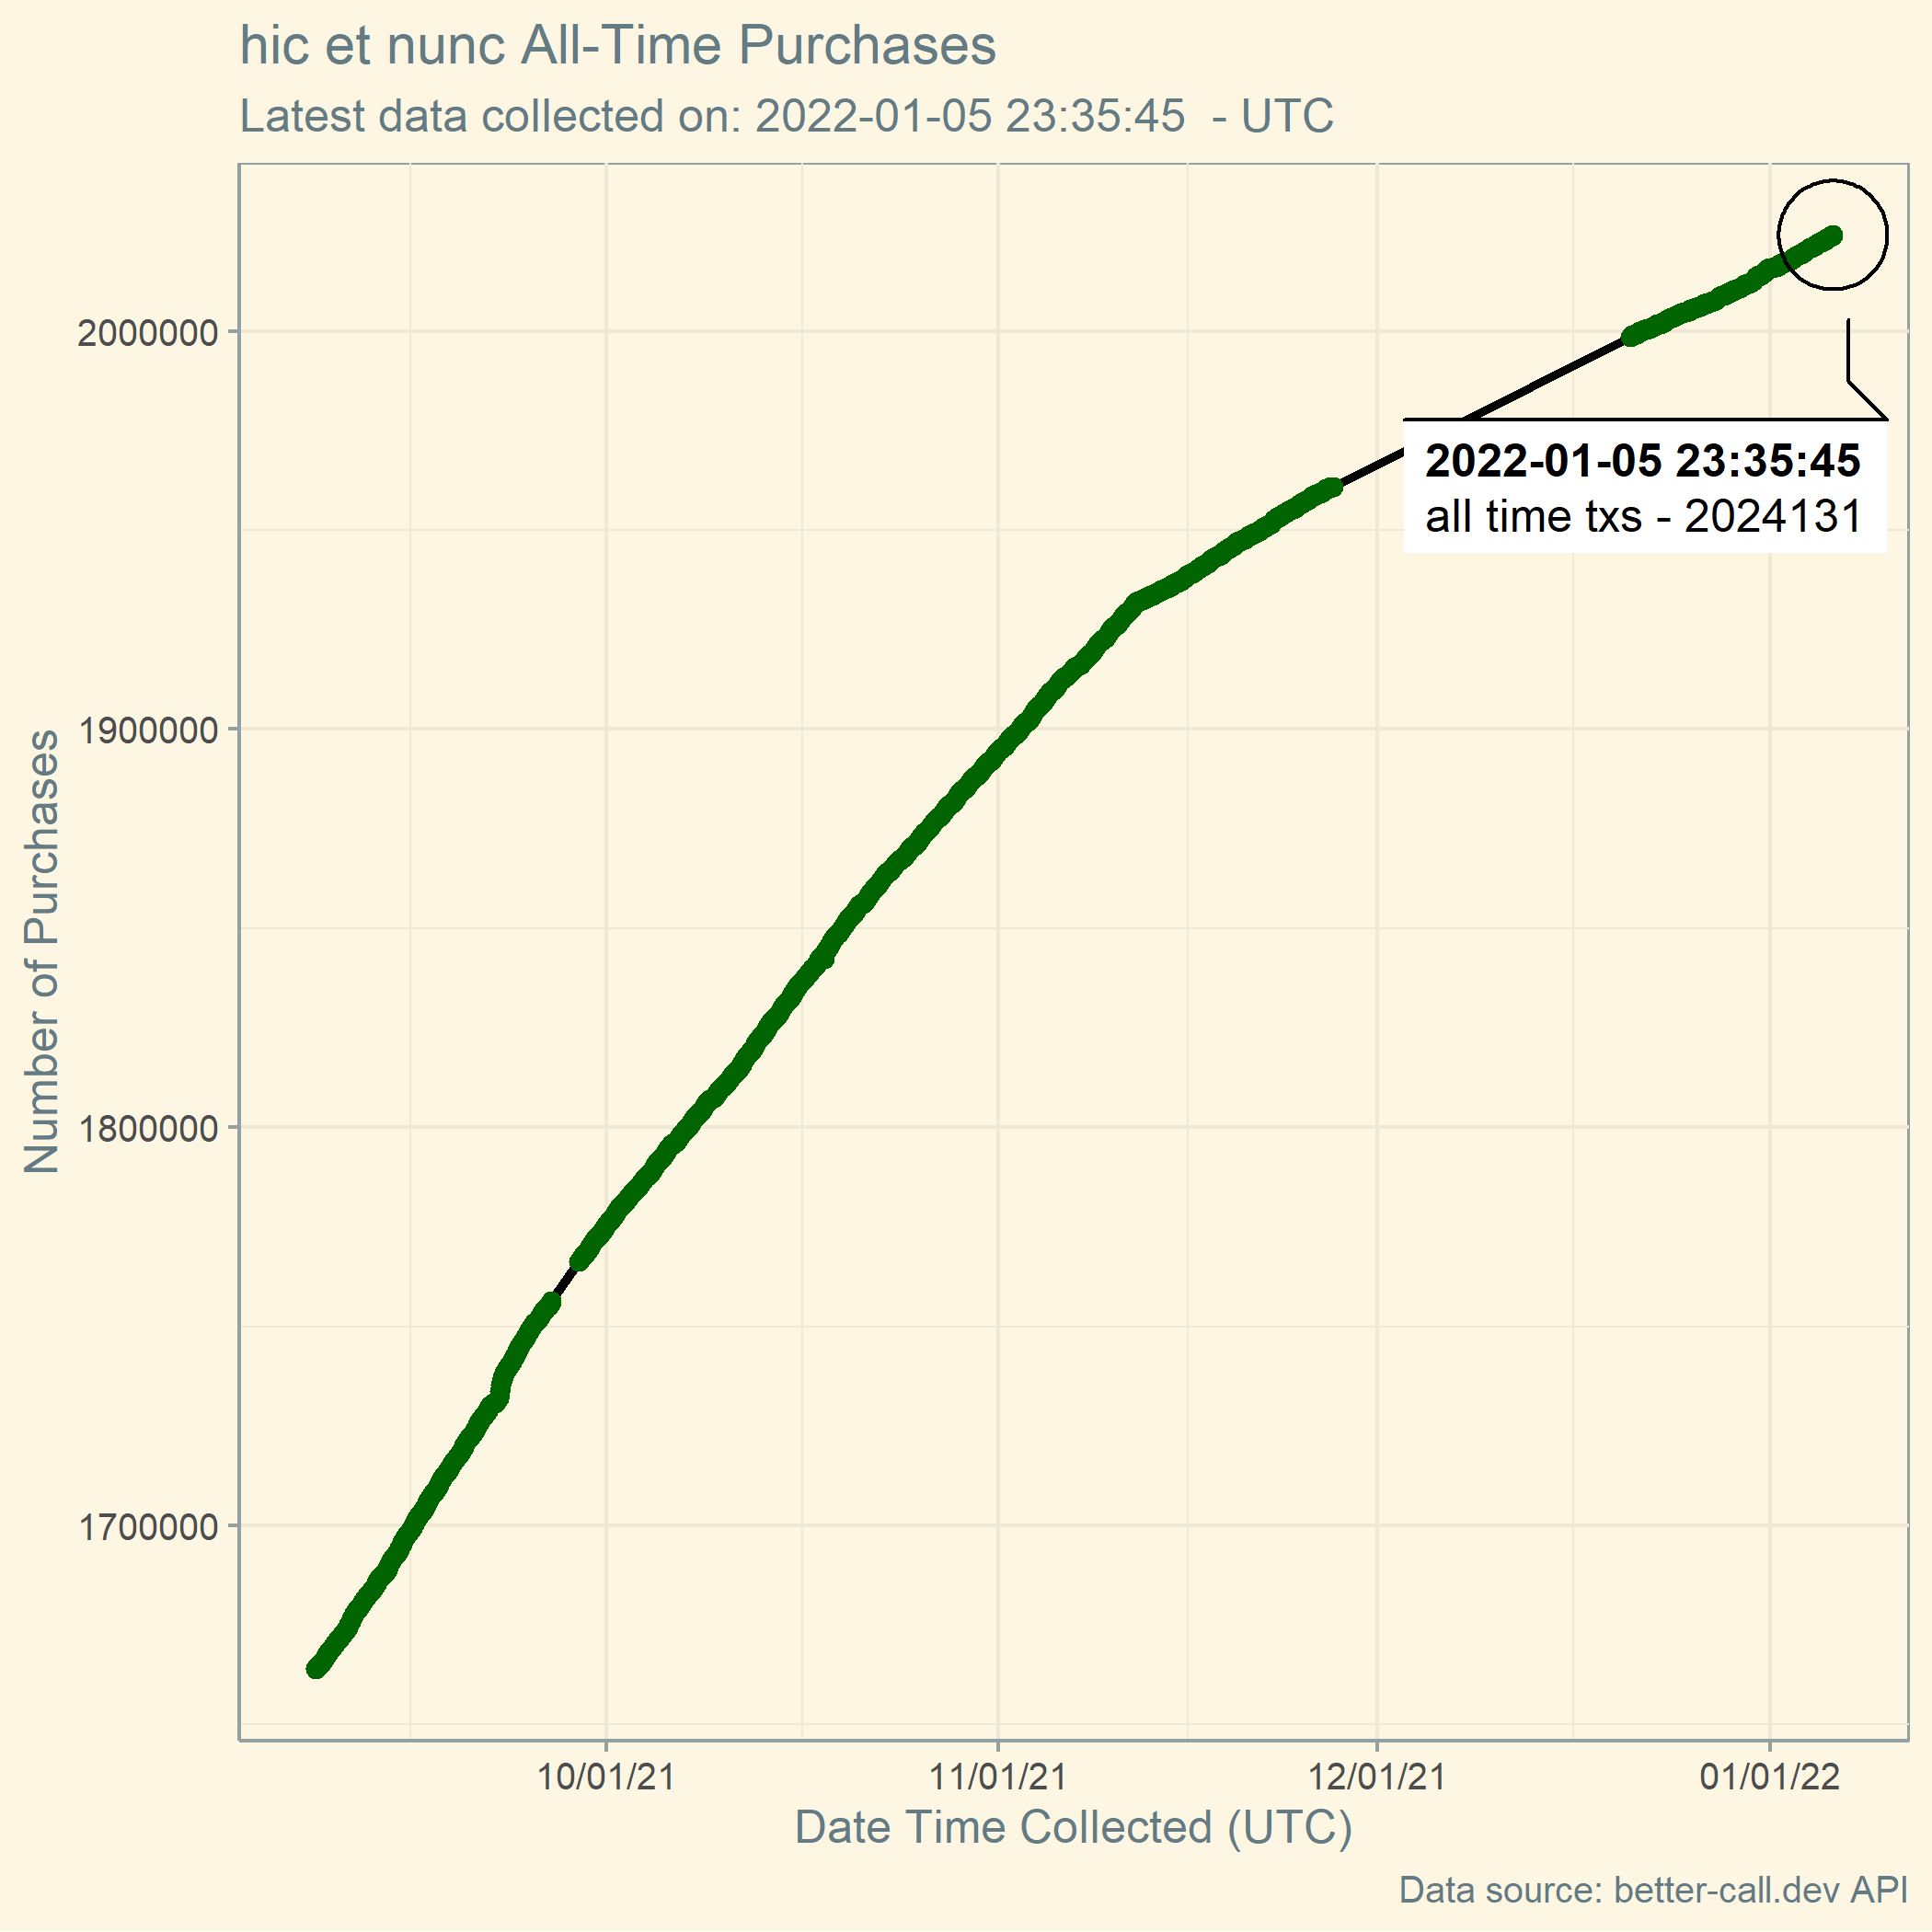 hic et nunc All-Time Purchases
Latest data collected on: 2022-01-05 23:35:45  - UTC
2000000
1900000
1800000
1700000
Number of Purchases
2022-01-05 23:35:45
all time txs - 2024131
10/01/21
11/01/21
12/01/21
01/01/22
Date Time Collected (UTC)
Data source: better-call.dev API